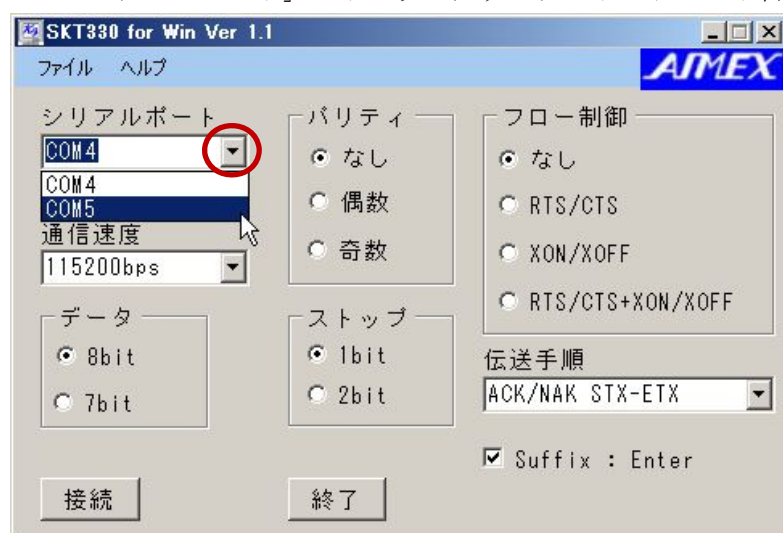 SKT330 for Win Ver 1.1
ファイル ヘルプ
AIMEX
シリアルポート
COM4
COM4
COM5
通信速度
115200bps
パリティ
なし
偶数
奇数
フロー制御
なし
RTS/CTS
XON/XOFF
RTS/CTS+XON/XOFF
データ
8bit
7bit
ストップ
1bit
2bit
伝送手順
ACK/NAK STX-ETX
Suffix : Enter
接続
終了